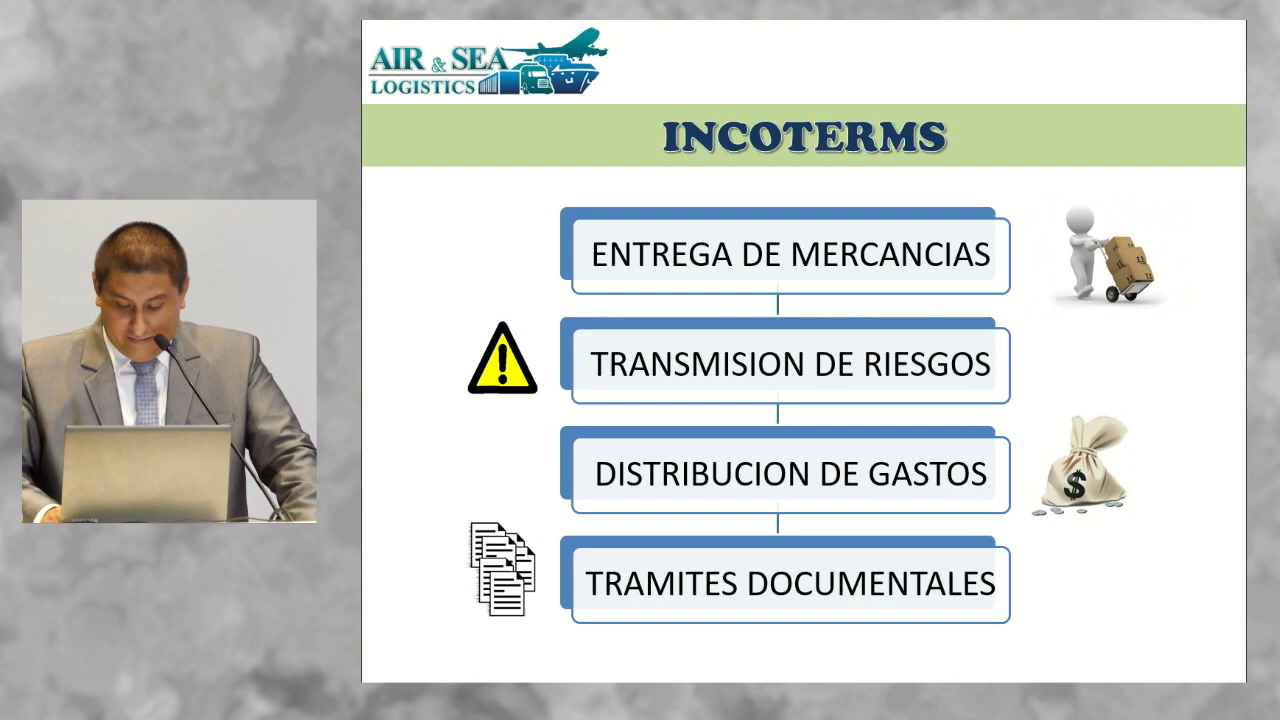 AIR & SEA
LOGISTICS
INCOTERMS
ENTREGA DE MERCANCIAS
TRANSMISION DE RIESGOS
DISTRIBUCION DE GASTOS
TRAMITES DOCUMENTALES
$